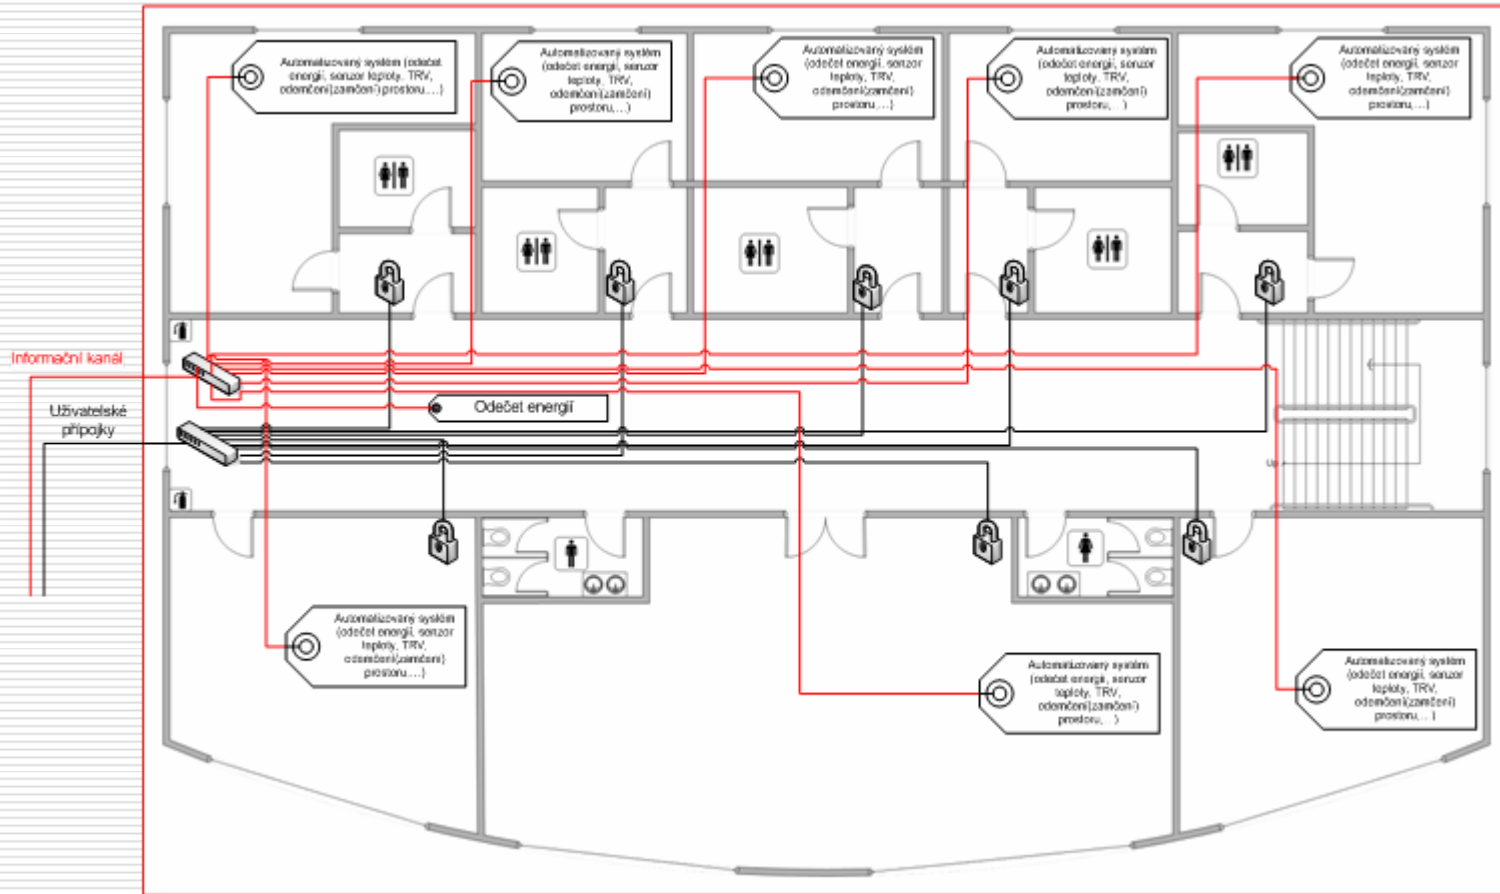 Automatizovaný systém (odečet
energií, senzor teploty, TRV,
odemčení(zamčení) prostoru,...)
Automatizovaný systém
(odečet energií, senzor
teploty, TRV,
odemčení(zamčení)
prostoru,...)
Automatizovaný systém
(odečet energií, senzor
teploty, TRV,
odemčení(zamčení)
prostoru,...)
Automatizovaný systém
(odečet energií, senzor
teploty, TRV,
odemčení(zamčení)
prostoru,...)
Automatizovaný systém
(odečet energií, senzor
teploty, TRV,
odemčení(zamčení)
prostoru,...)
Informační kanál
Uživatelské
přípojky
Odečet energií
Up
Automatizovaný systém
(odečet energií, senzor
teploty, TRV,
odemčení(zamčení)
prostoru,...)
Automatizovaný systém
(odečet energií, senzor
teploty, TRV,
odemčení(zamčení)
prostoru,...)
Automatizovaný systém
(odečet energií, senzor
teploty, TRV,
odemčení(zamčení)
prostoru,...)